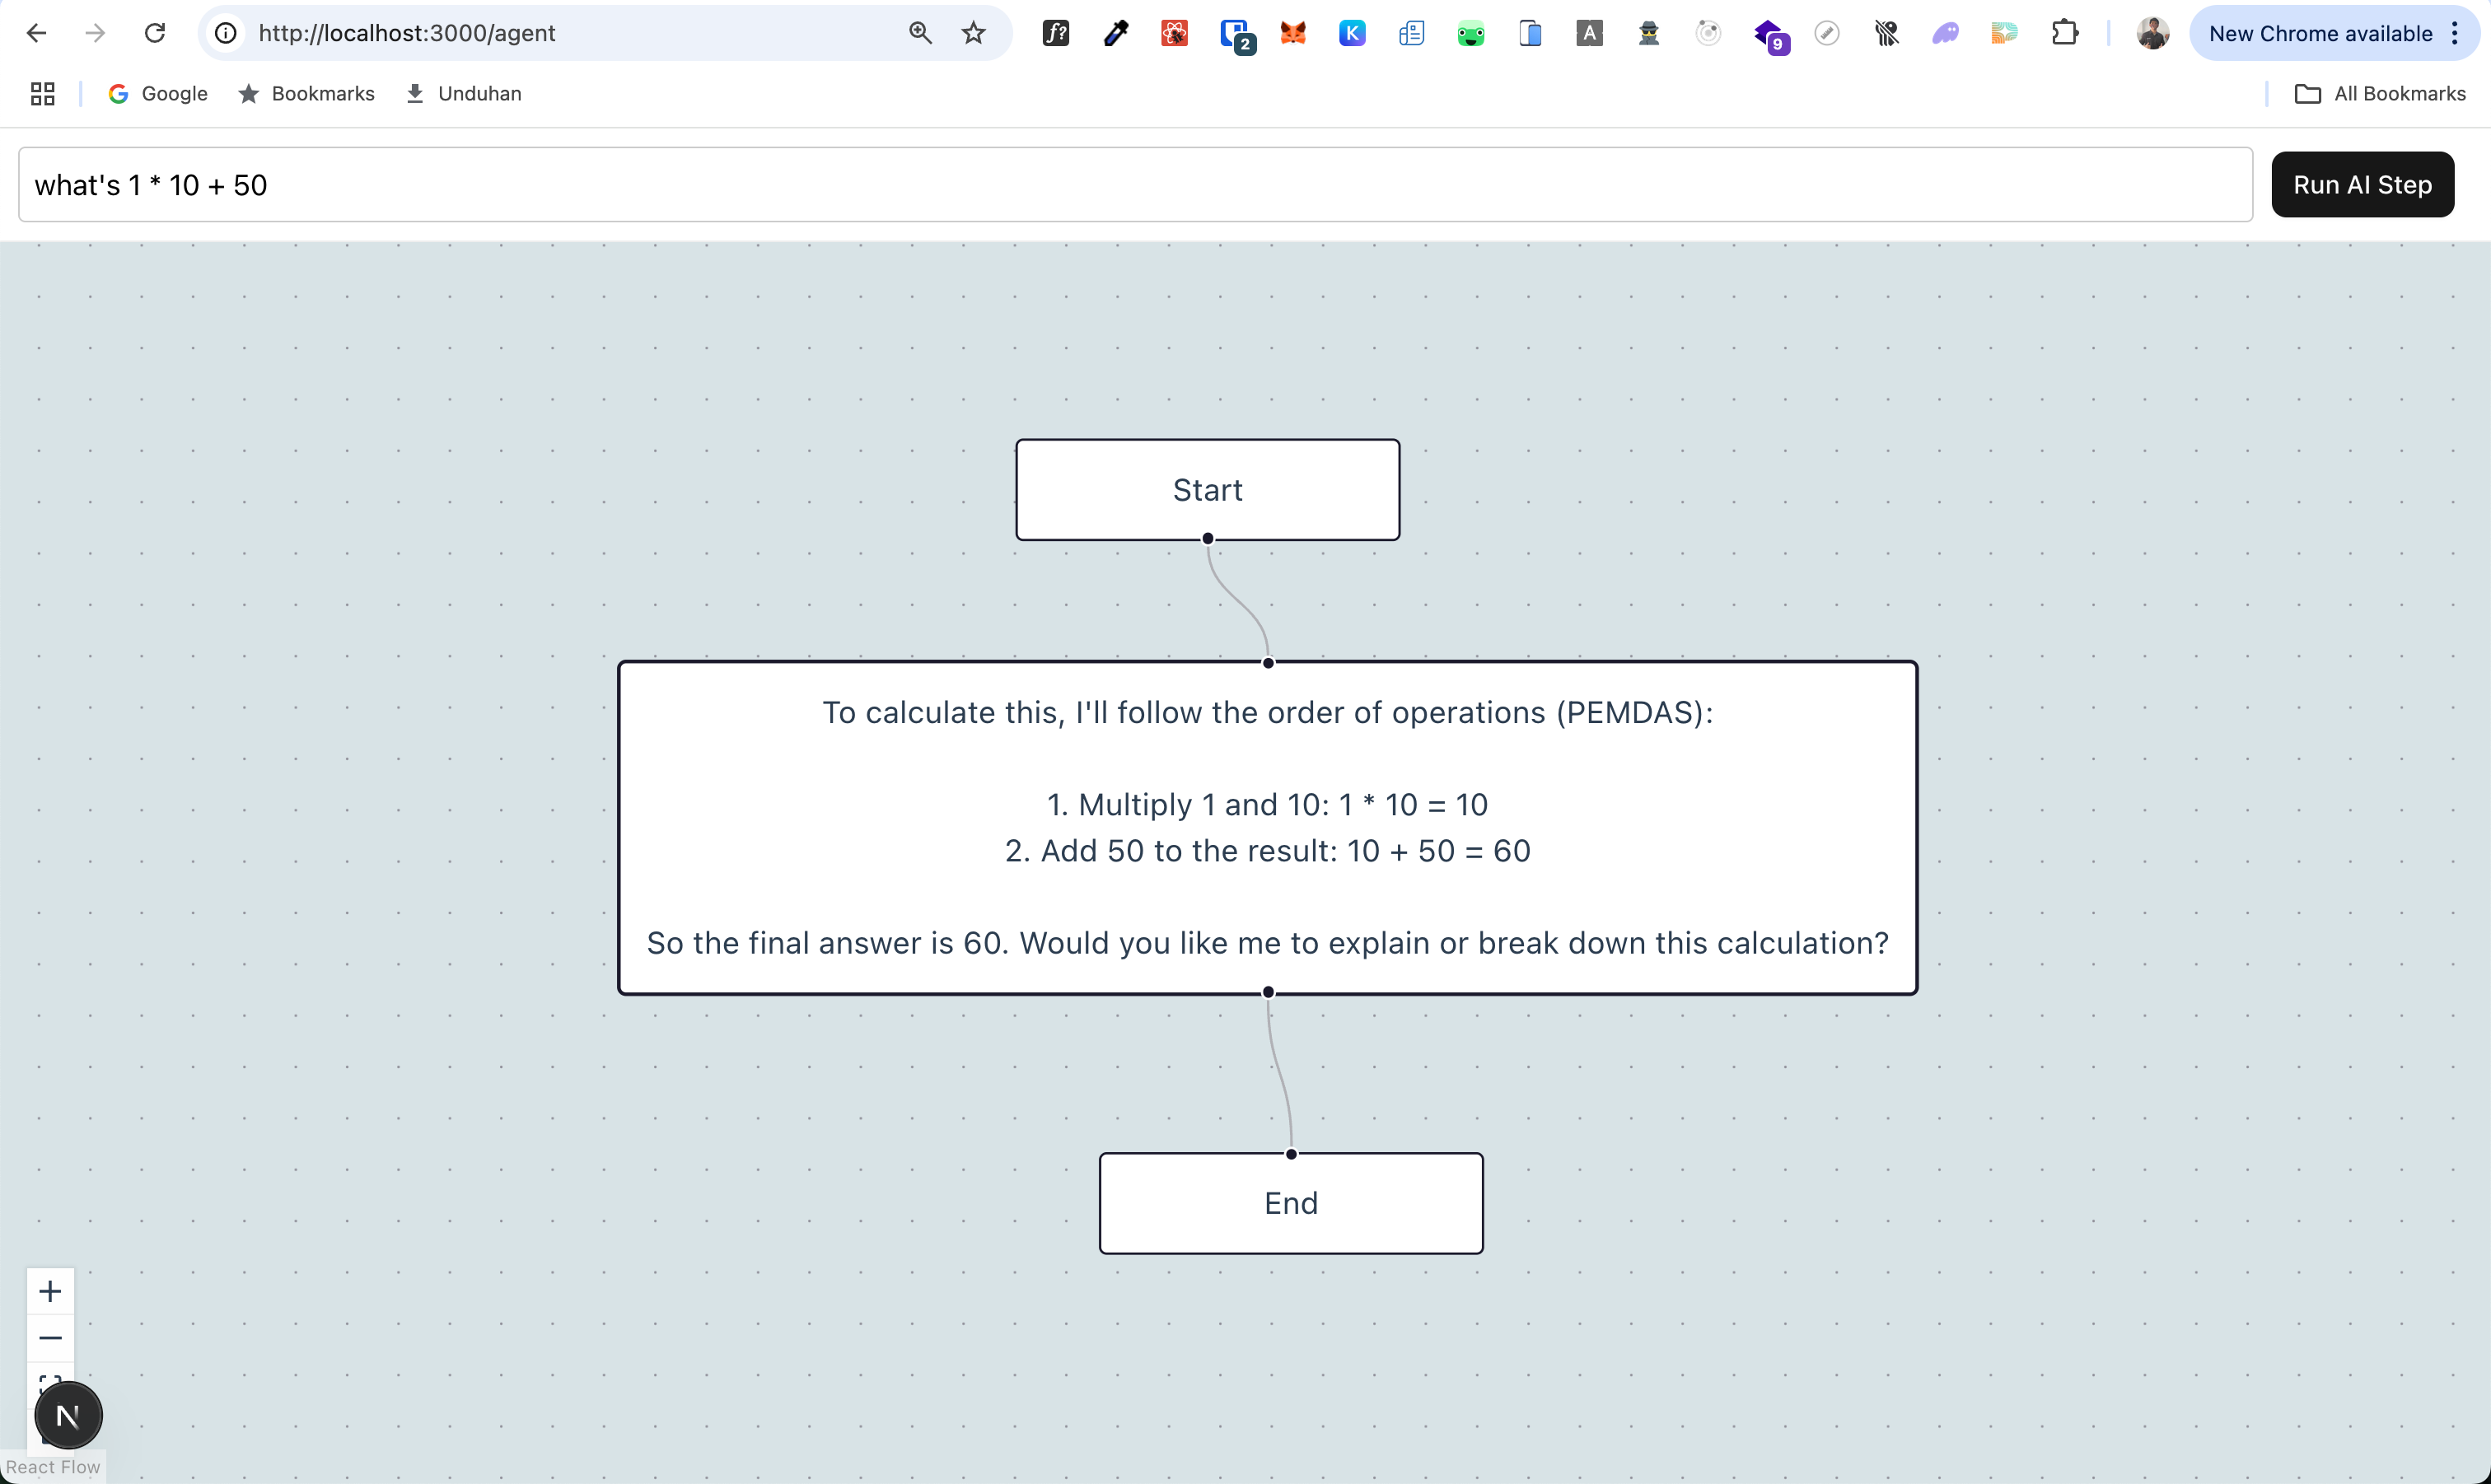 http://localhost:3000/agent
f?
2
K
A
9
New Chrome available
Google
Bookmarks
Unduhan
All Bookmarks
what's 1 * 10 + 50
Run AI Step
Start
To calculate this, I'll follow the order of operations (PEMDAS):
1. Multiply 1 and 10: 1 * 10 = 10
2. Add 50 to the result: 10 + 50 = 60
So the final answer is 60. Would you like me to explain or break down this calculation?
End
N
React Flow